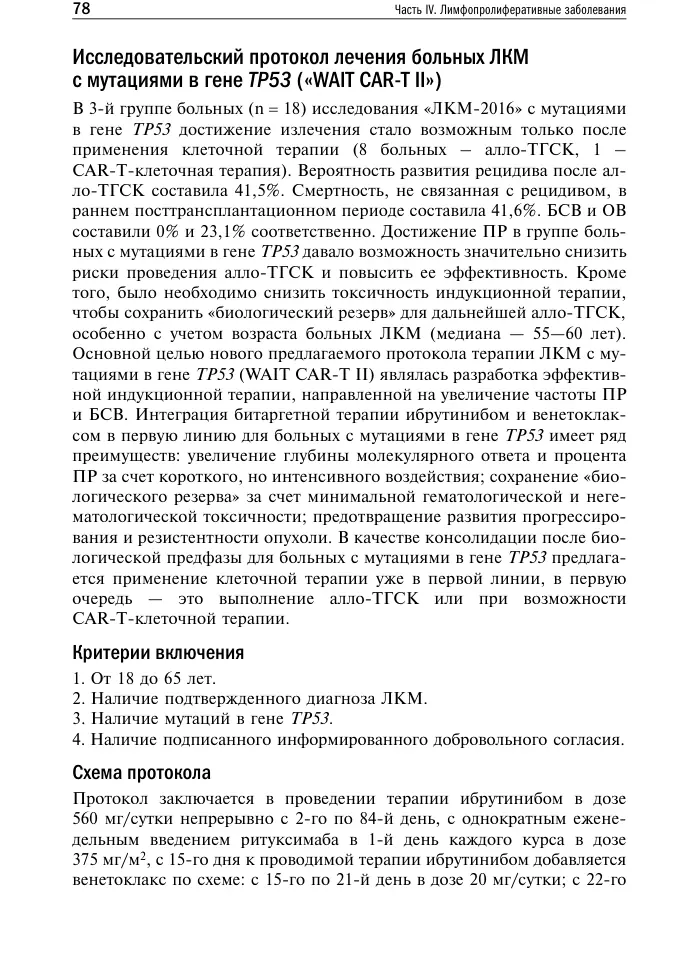 78
Часть IV. Лимфопролиферативные заболевания
Исследовательский протокол лечения больных ЛКМ
с мутациями в гене TP53 («WAIT CAR-T II»)
В 3-й группе больных (n = 18) исследования «ЛКМ-2016» с мутациями
в гене TP53 достижение излечения стало возможным только после
применения клеточной терапии (8 больных — алло-ТГСК, 1 —
CAR-T-клеточная терапия). Вероятность развития рецидива после ал-
ло-ТГСК составила 41,5%. Смертность, не связанная с рецидивом, в
раннем посттрансплантационном периоде составила 41,6%. БСВ и ОВ
составили 0% и 23,1% соответственно. Достижение ПР в группе боль-
ных с мутациями в гене TP53 давало возможность значительно снизить
риски проведения алло-ТГСК и повысить ее эффективность. Кроме
того, было необходимо снизить токсичность индукционной терапии,
чтобы сохранить «биологический резерв» для дальнейшей алло-ТГСК,
особенно с учетом возраста больных ЛКМ (медиана — 55—60 лет).
Основной целью нового предлагаемого протокола терапии ЛКМ с му-
тациями в гене TP53 (WAIT CAR-T II) являлась разработка эффектив-
ной индукционной терапии, направленной на увеличение частоты ПР
и БСВ. Интеграция битаргетной терапии ибрутинибом и венетоклак-
сом в первую линию для больных с мутациями в гене TP53 имеет ряд
преимуществ: увеличение глубины молекулярного ответа и процента
ПР за счет короткого, но интенсивного воздействия; сохранение «био-
логического резерва» за счет минимальной гематологической и неге-
матологической токсичности; предотвращение развития прогрессиро-
вания и резистентности опухоли. В качестве консолидации после био-
логической предфазы для больных с мутациями в гене TP53 предлага-
ется применение клеточной терапии уже в первой линии, в первую
очередь — это выполнение алло-ТГСК или при возможности
CAR-T-клеточной терапии.
Критерии включения
1. От 18 до 65 лет.
2. Наличие подтвержденного диагноза ЛКМ.
3. Наличие мутаций в гене TP53.
4. Наличие подписанного информированного добровольного согласия.
Схема протокола
Протокол заключается в проведении терапии ибрутинибом в дозе
560 мг/сутки непрерывно с 2-го по 84-й день, с однократным ежене-
дельным введением ритуксимаба в 1-й день каждого курса в дозе
375 мг/м², с 15-го дня к проводимой терапии ибрутинибом добавляется
венетоклакс по схеме: с 15-го по 21-й день в дозе 20 мг/сутки; с 22-го